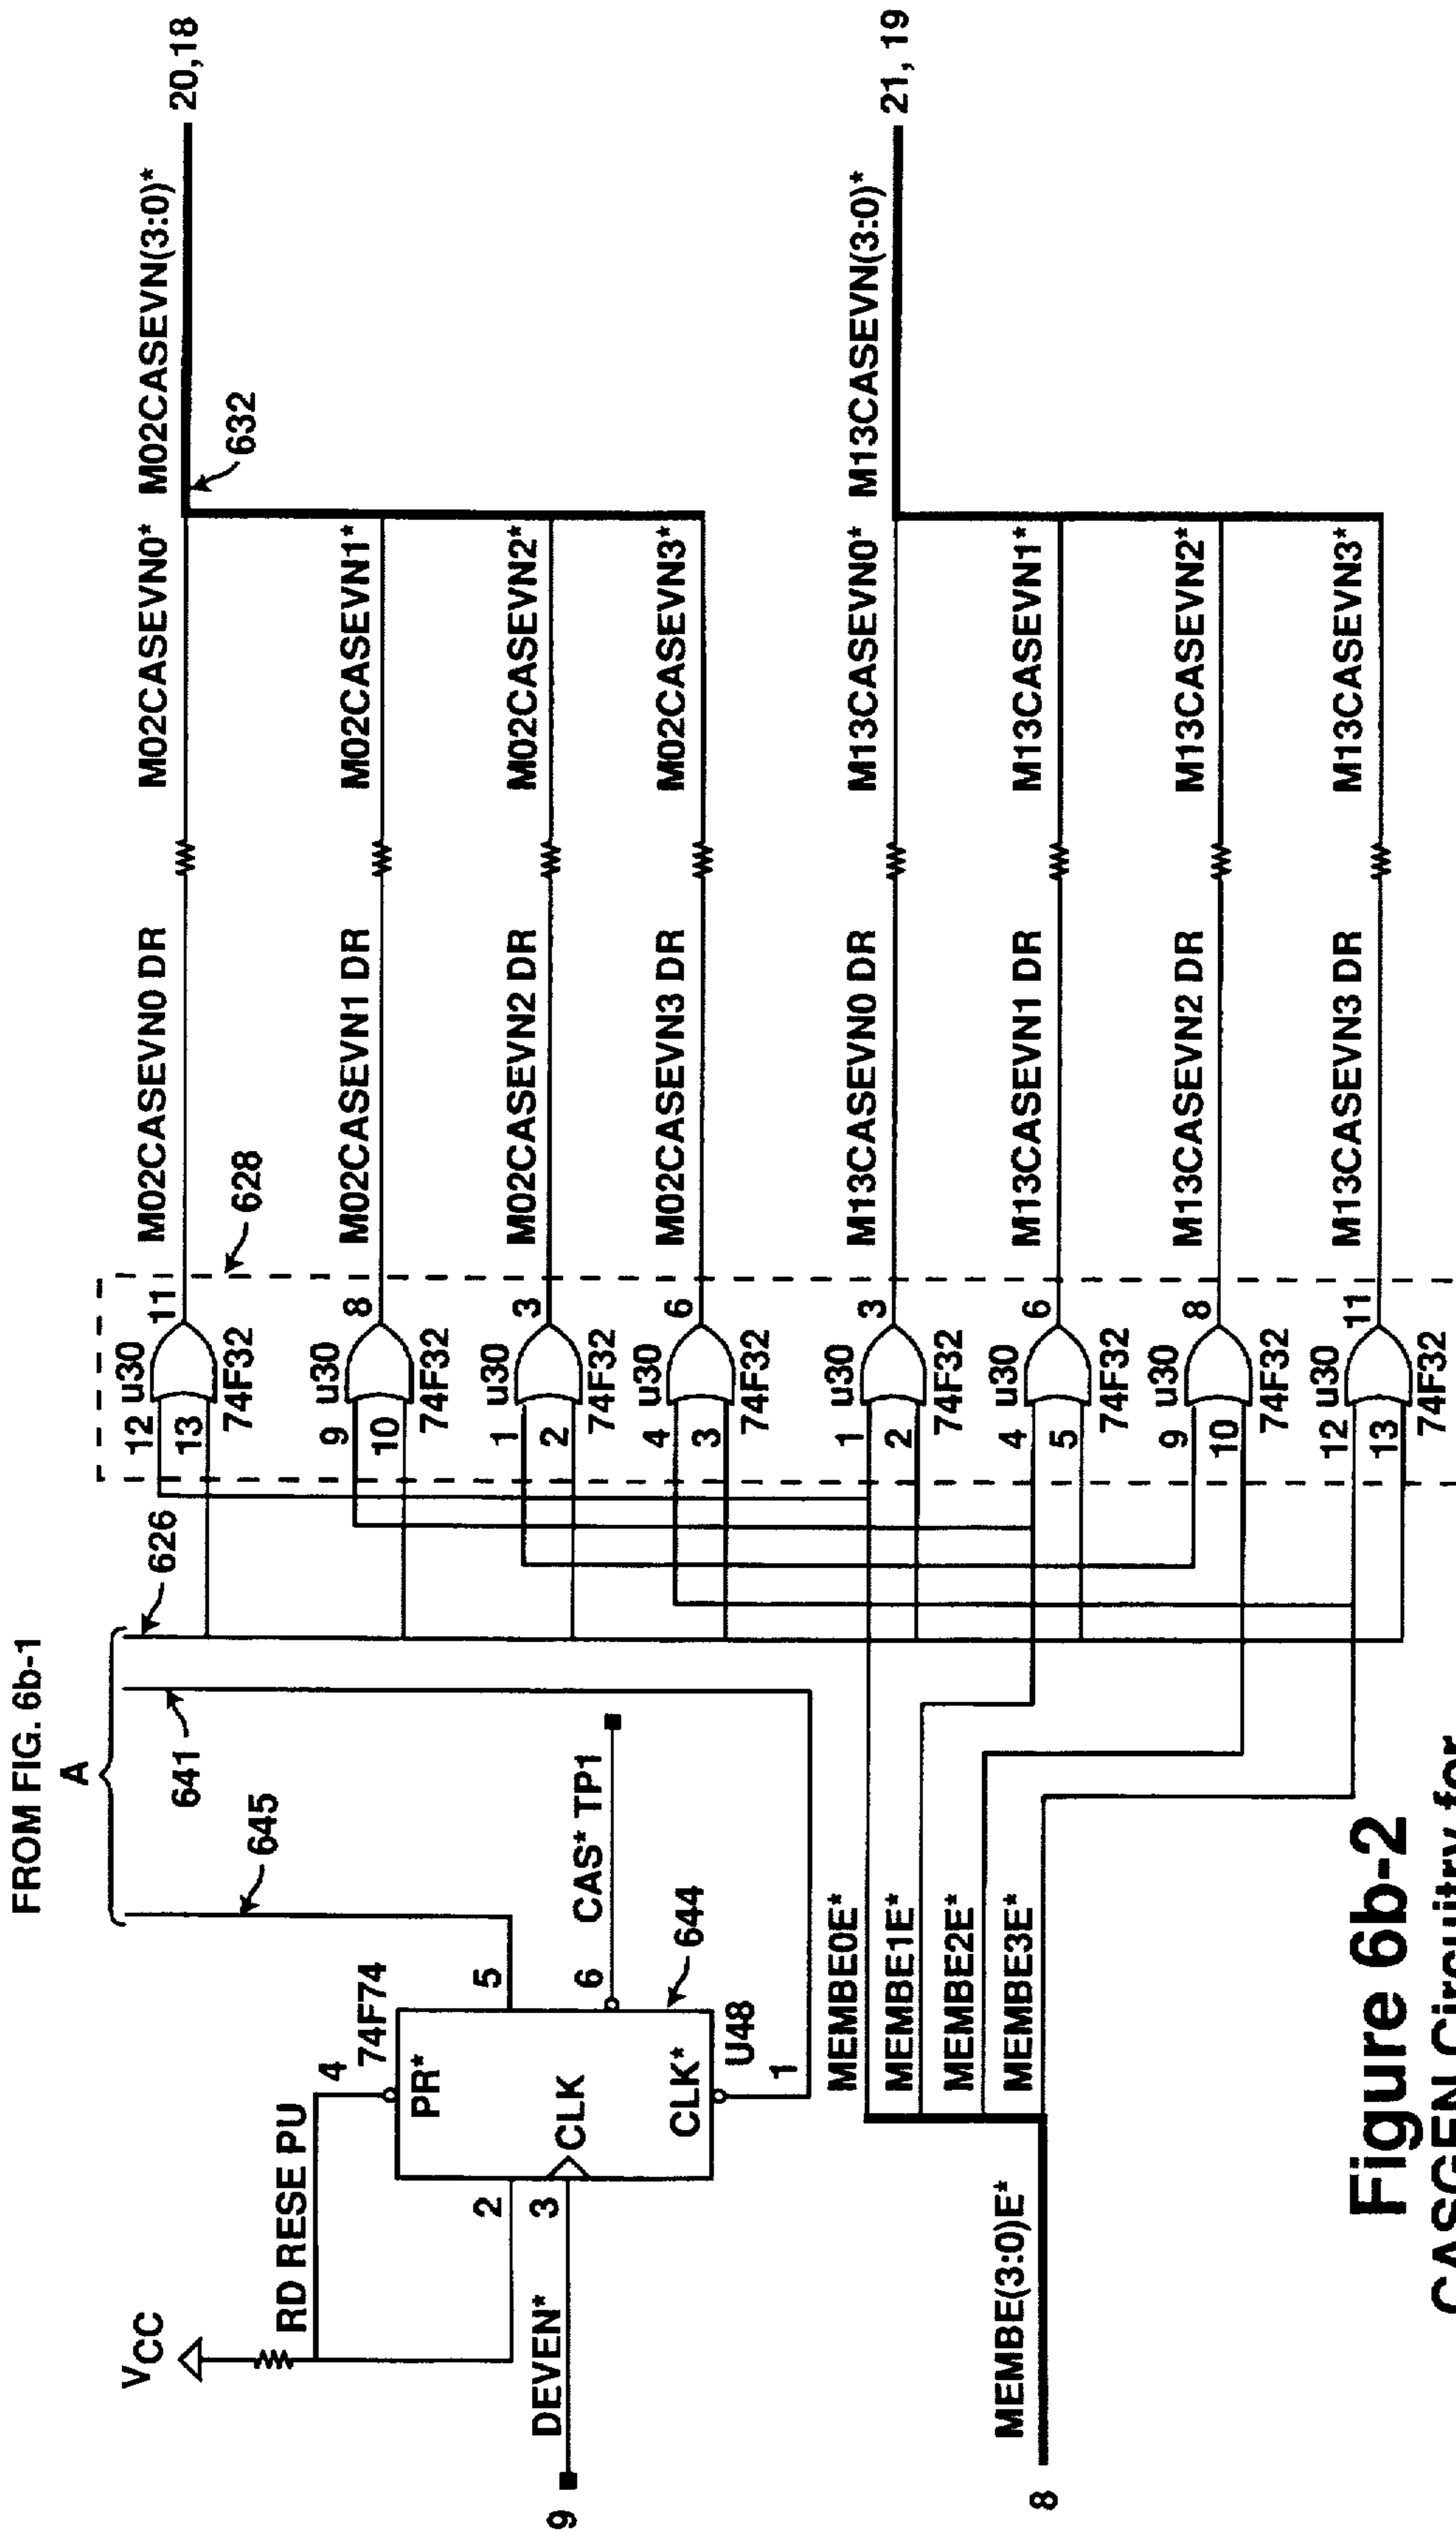 FROM FIG. 6b-1
A
626
641
645
628
632
VCC
RD RESE PU
4
74F74
PR*
2
5
DEVEN*
3
CLK
6
CAS* TP1
9
CLK*
644
U48
1
MEMBE0E*
MEMBE1E*
MEMBE2E*
MEMBE3E*
MEMBE(3:0)E*
8
12
u30
11
13
74F32
M02CASEVN0 DR
M02CASEVN0*
M02CASEVN(3:0)*
20,18
9
u30
8
10
74F32
M02CASEVN1 DR
M02CASEVN1*
1
u30
3
2
74F32
M02CASEVN2 DR
M02CASEVN2*
4
u30
6
3
74F32
M02CASEVN3 DR
M02CASEVN3*
1
u30
3
2
74F32
M13CASEVN0 DR
M13CASEVN0*
M13CASEVN(3:0)*
21, 19
4
u30
6
5
74F32
M13CASEVN1 DR
M13CASEVN1*
9
u30
8
10
74F32
M13CASEVN2 DR
M13CASEVN2*
12
u30
11
13
74F32
M13CASEVN3 DR
M13CASEVN3*
Figure 6b-2
CASGEN Circuitry for